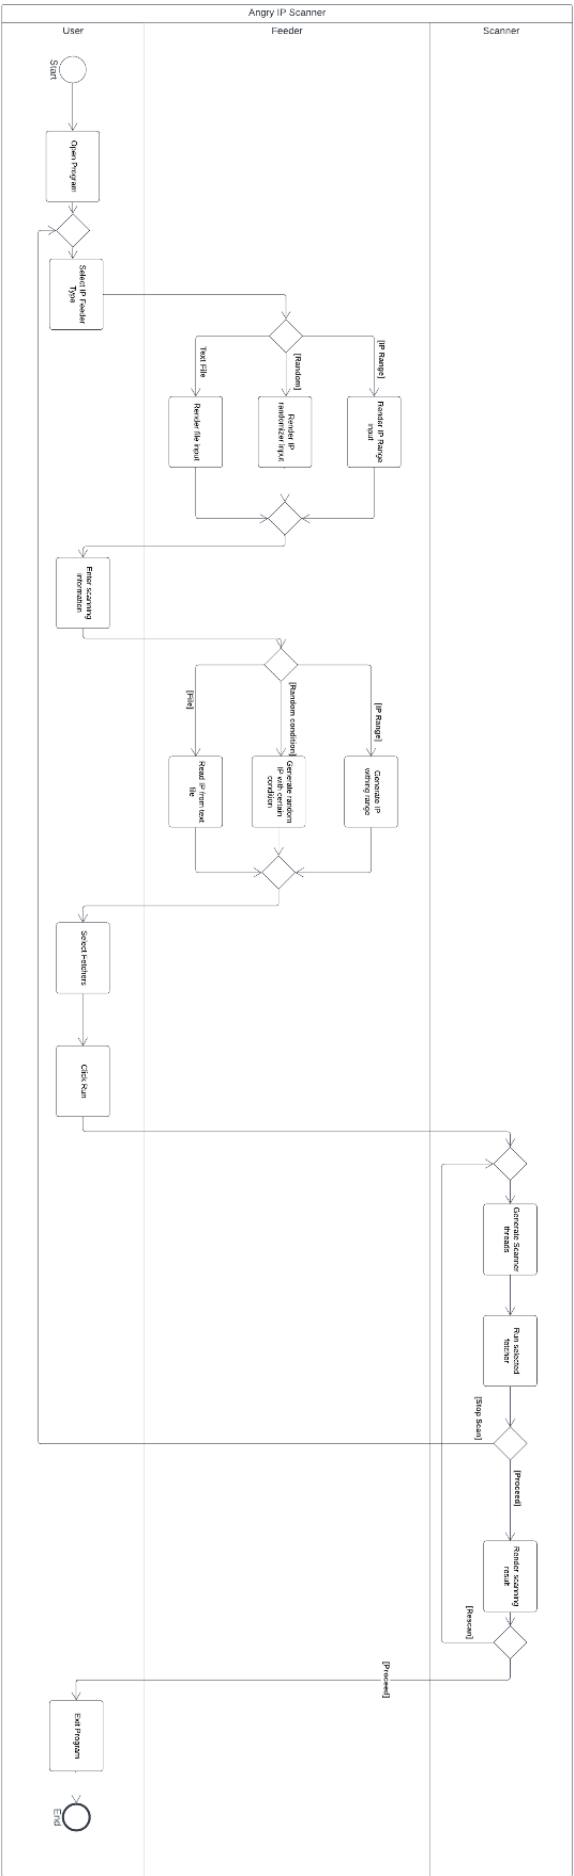 Angry IP Scanner
User
Feeder
Scanner
Start
Open Program
Select IP Feeder
Type
Text File
[Random]
[IP Range]
Render file input
Render IP
randomizer input
Render IP Range
input
Enter scanning
information
[File]
[Random condition]
[IP Range]
Read IP from text
file
Generate random
IP with certain
condition
Generate IP
withing range
Select Fetchers
Click Run
Generate Scanner
threads
Run selected
fetcher
[Stop Scan]
[Proceed]
Render scanning
result
[Rescan]
[Proceed]
Exit Program
End